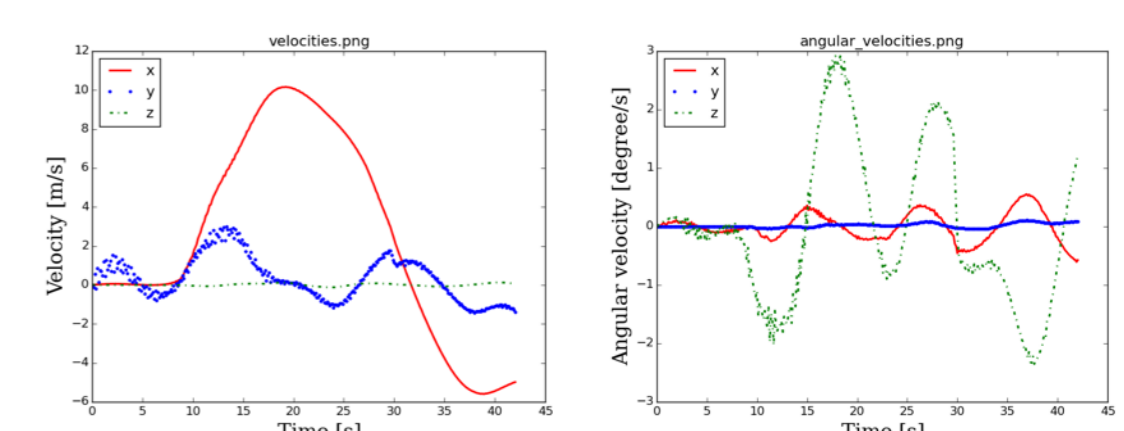 velocities.png
12
10
8
6
4
2
0
−2
−4
−6
x
y
z
Velocity [m/s]
0 5 10 15 20 25 30 35 40 45
Time [s]
angular_velocities.png
3
2
1
0
−1
−2
−3
x
y
z
Angular velocity [degree/s]
0 5 10 15 20 25 30 35 40 45
Time [s]